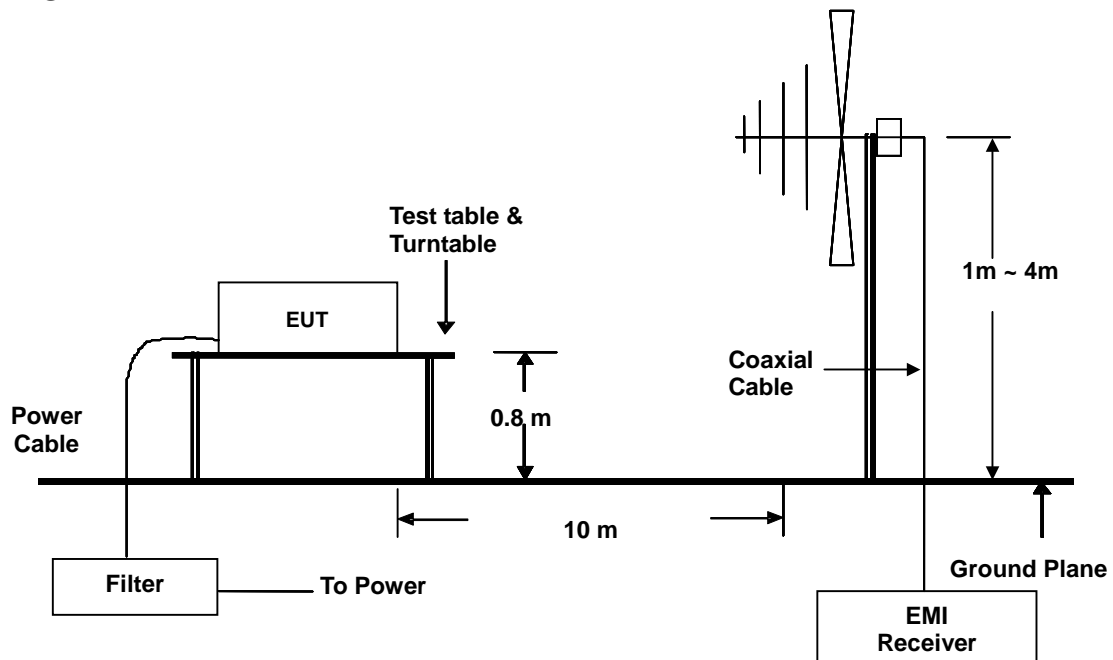 Test table &
Turntable
EUT
1m ~ 4m
Coaxial
Cable
0.8 m
Power
Cable
10 m
Filter
To Power
Ground Plane
EMI
Receiver